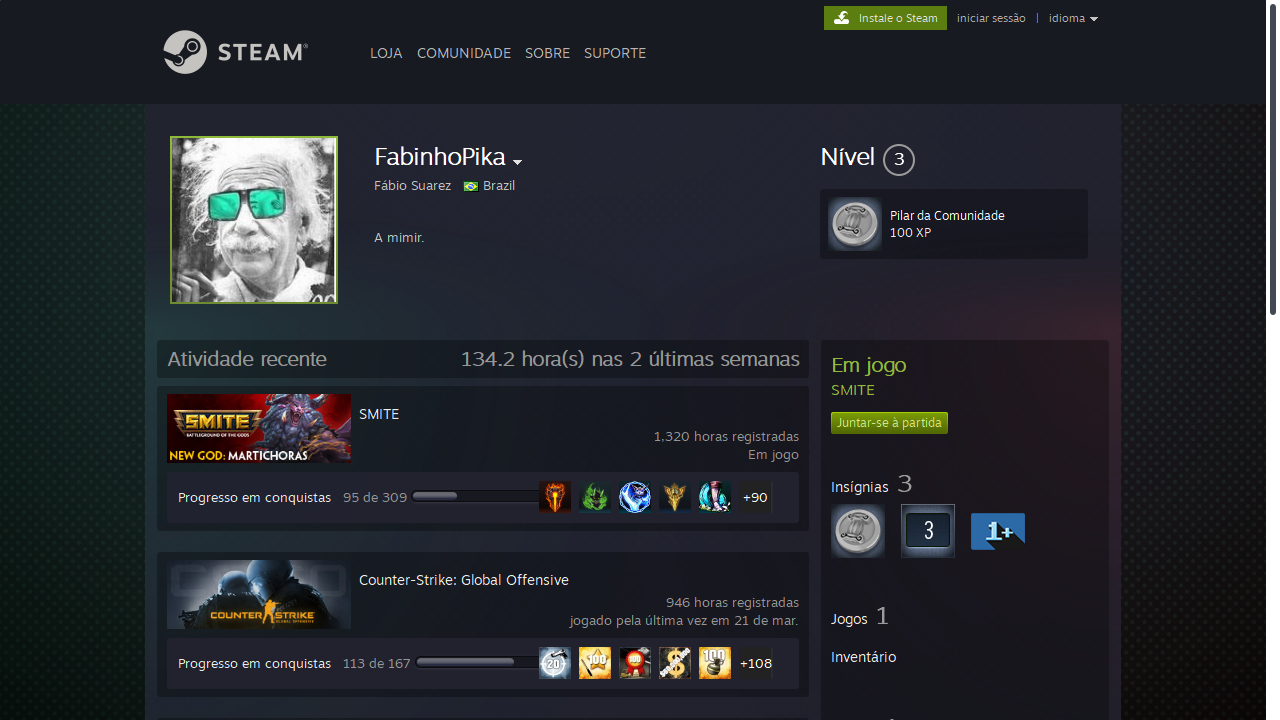 Instale o Steam
iniciar sessão | idioma
STEAM®
LOJA COMUNIDADE SOBRE SUPORTE
FabinhoPika
Fábio Suarez Brazil
A mimir.
Nível 3
Pilar da Comunidade
100 XP
Atividade recente 134.2 hora(s) nas 2 últimas semanas
SMITE
BATTLEGROUND OF THE GODS
NEW GOD: MARTICHORAS
SMITE
1,320 horas registradas
Em jogo
Progresso em conquistas 95 de 309 +90
COUNTER STRIKE
GLOBAL OFFENSIVE
Counter-Strike: Global Offensive
946 horas registradas
jogado pela última vez em 21 de mar.
Progresso em conquistas 113 de 167 20 100 100 100 +108
Em jogo
SMITE
Juntar-se à partida
Insígnias 3
3 1+
Jogos 1
Inventário